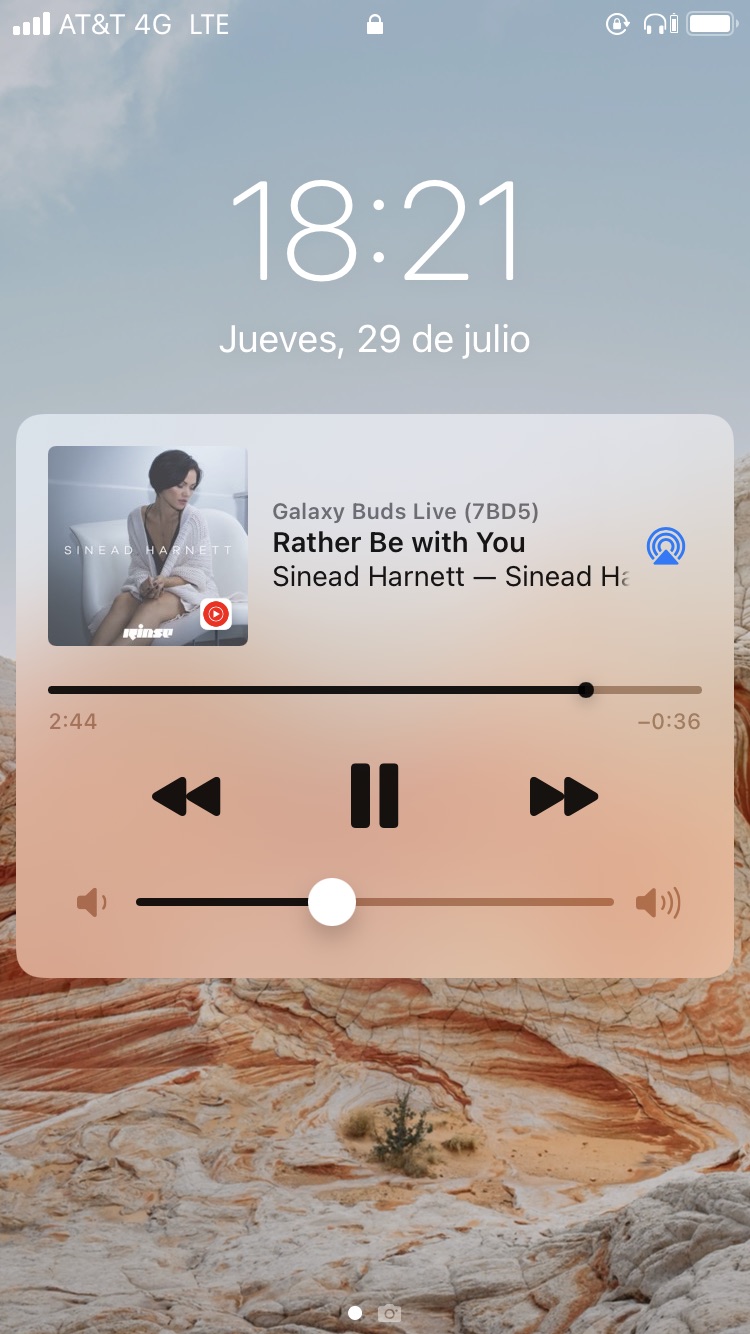 AT&T 4G LTE
18:21
Jueves, 29 de julio
SINEAD HARNETT
rinse
Galaxy Buds Live (7BD5)
Rather Be with You
Sinead Harnett — Sinead Ha
2:44
−0:36